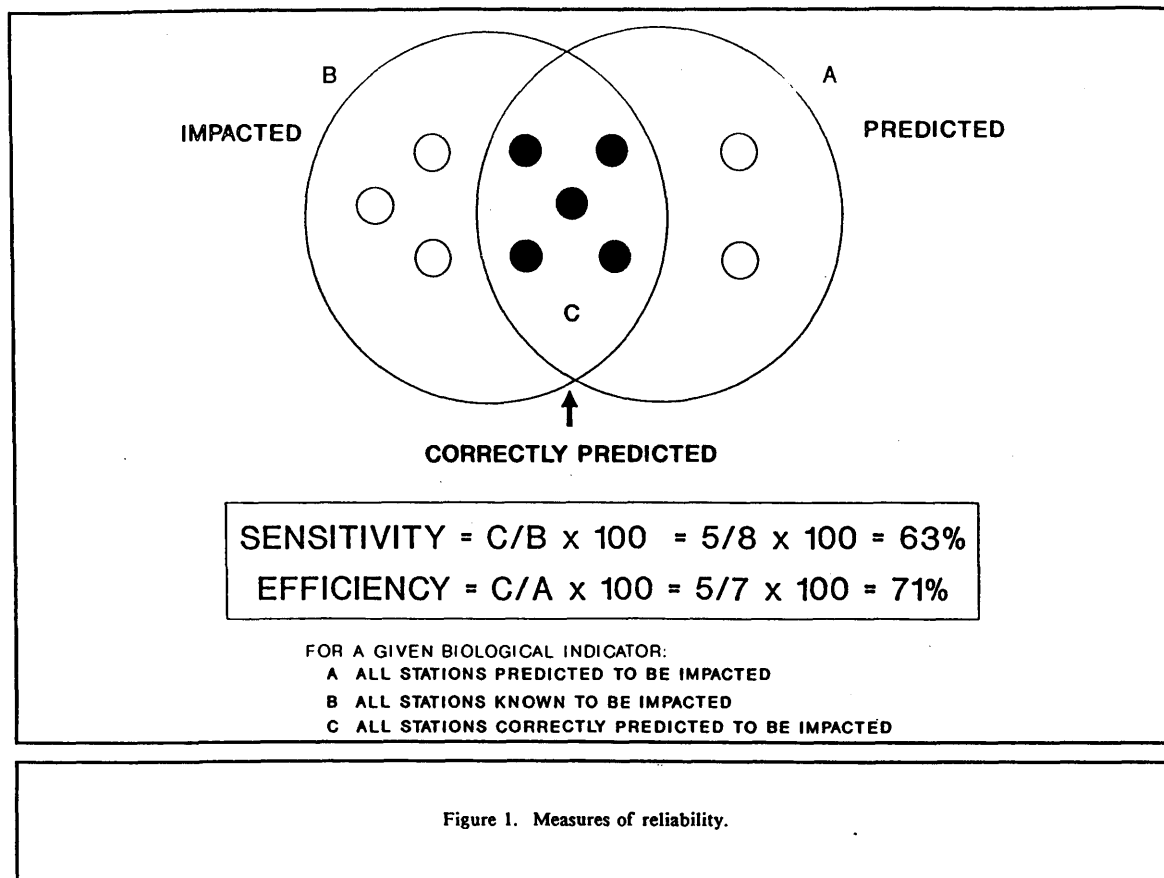 B
A
IMPACTED
PREDICTED
C
CORRECTLY PREDICTED
SENSITIVITY = C/B x 100 = 5/8 x 100 = 63%
EFFICIENCY = C/A x 100 = 5/7 x 100 = 71%
FOR A GIVEN BIOLOGICAL INDICATOR:
A ALL STATIONS PREDICTED TO BE IMPACTED
B ALL STATIONS KNOWN TO BE IMPACTED
C ALL STATIONS CORRECTLY PREDICTED TO BE IMPACTED
Figure 1. Measures of reliability.